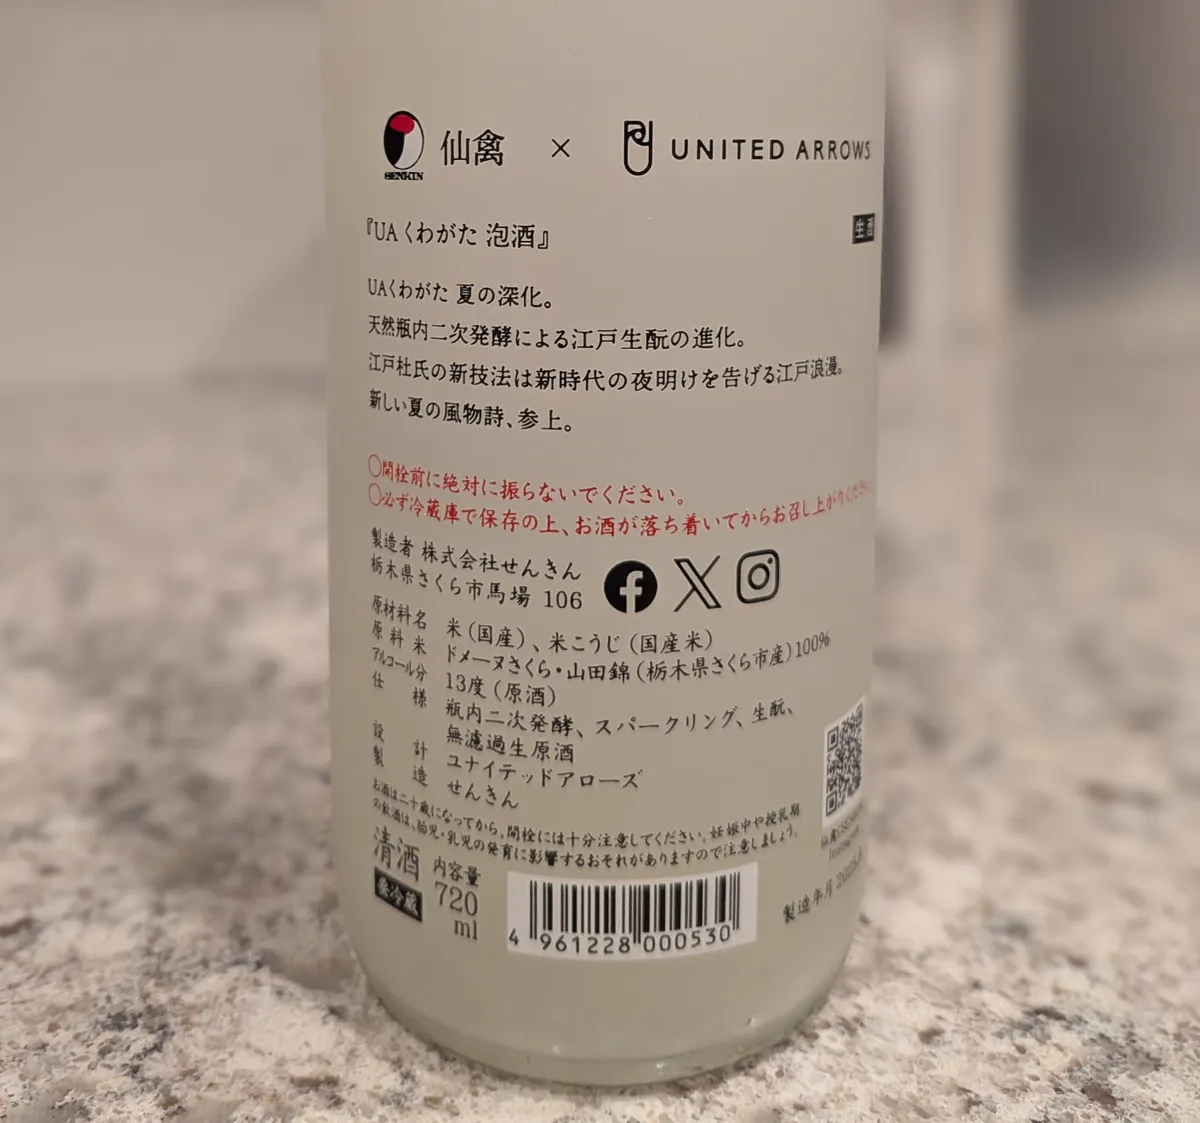 SENKIN
仙禽 × UNITED ARROWS
『UAくわがた 泡酒』
生酒
UAくわがた 夏の深化。
天然瓶内二次発酵による江戸生酛の進化。
江戸杜氏の新技法は新時代の夜明けを告げる江戸浪漫。
新しい夏の風物詩、参上。
○開栓前に絶対に振らないでください。
○必ず冷蔵庫で保存の上、お酒が落ち着いてからお召し上がりくださ
製造者 株式会社せんきん
栃木県さくら市馬場 106
原材料名 米(国産)、米こうじ(国産米)
原料米 ドメーヌさくら・山田錦(栃木県さくら市産)100%
アルコール分 13度(原酒)
仕様 瓶内二次発酵、スパークリング、生酛、
無濾過生原酒
設計 ユナイテッドアローズ
製造 せんきん
お酒は二十歳になってから。開栓には十分注意してください。妊娠中や授乳期
の飲酒は、胎児・乳児の発育に影響するおそれがありますので注意しましょう。
清酒 内容量
要冷蔵 720
ml
4 961228 000530
製造年月